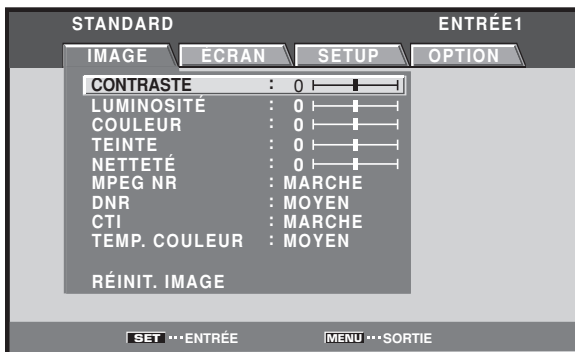 STANDARD ENTRÉE1
IMAGE ÉCRAN SETUP OPTION
CONTRASTE : 0
LUMINOSITÉ : 0
COULEUR : 0
TEINTE : 0
NETTETÉ : 0
MPEG NR : MARCHE
DNR : MOYEN
CTI : MARCHE
TEMP. COULEUR : MOYEN
RÉINIT. IMAGE
SET ···ENTRÉE MENU ···SORTIE